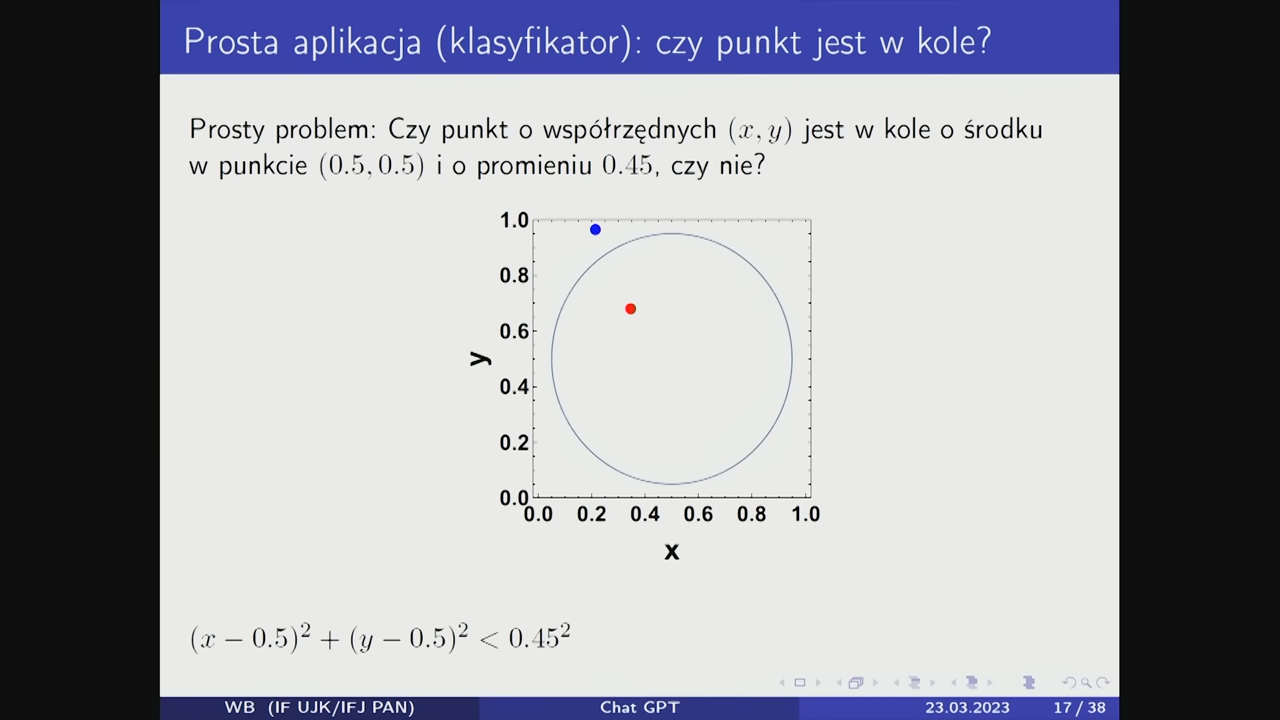 Prosta aplikacja (klasyfikator): czy punkt jest w kole?
Prosty problem: Czy punkt o współrzędnych (x, y) jest w kole o środku
w punkcie (0.5, 0.5) i o promieniu 0.45, czy nie?
1.0
0.8
0.6
y
0.4
0.2
0.0
0.0 0.2 0.4 0.6 0.8 1.0
x
(x − 0.5)² + (y − 0.5)² < 0.45²
WB (IF UJK/IFJ PAN) Chat GPT 23.03.2023 17 / 38